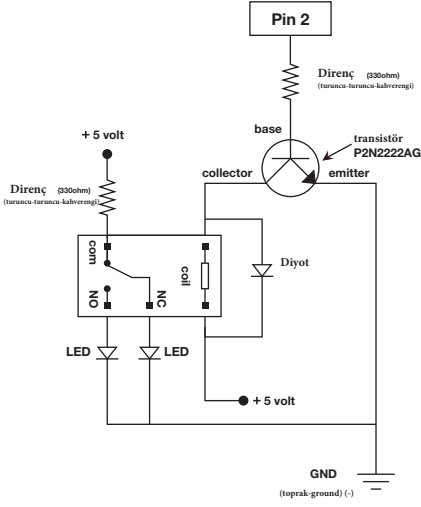 Pin 2
Direnç (330ohm)
(turuncu-turuncu-kahverengi)
base
transistör
P2N2222AG
+ 5 volt
collector
emitter
Direnç (330ohm)
(turuncu-turuncu-kahverengi)
com
coil
Diyot
NO
NC
LED
LED
+ 5 volt
GND
(toprak-ground) (-)